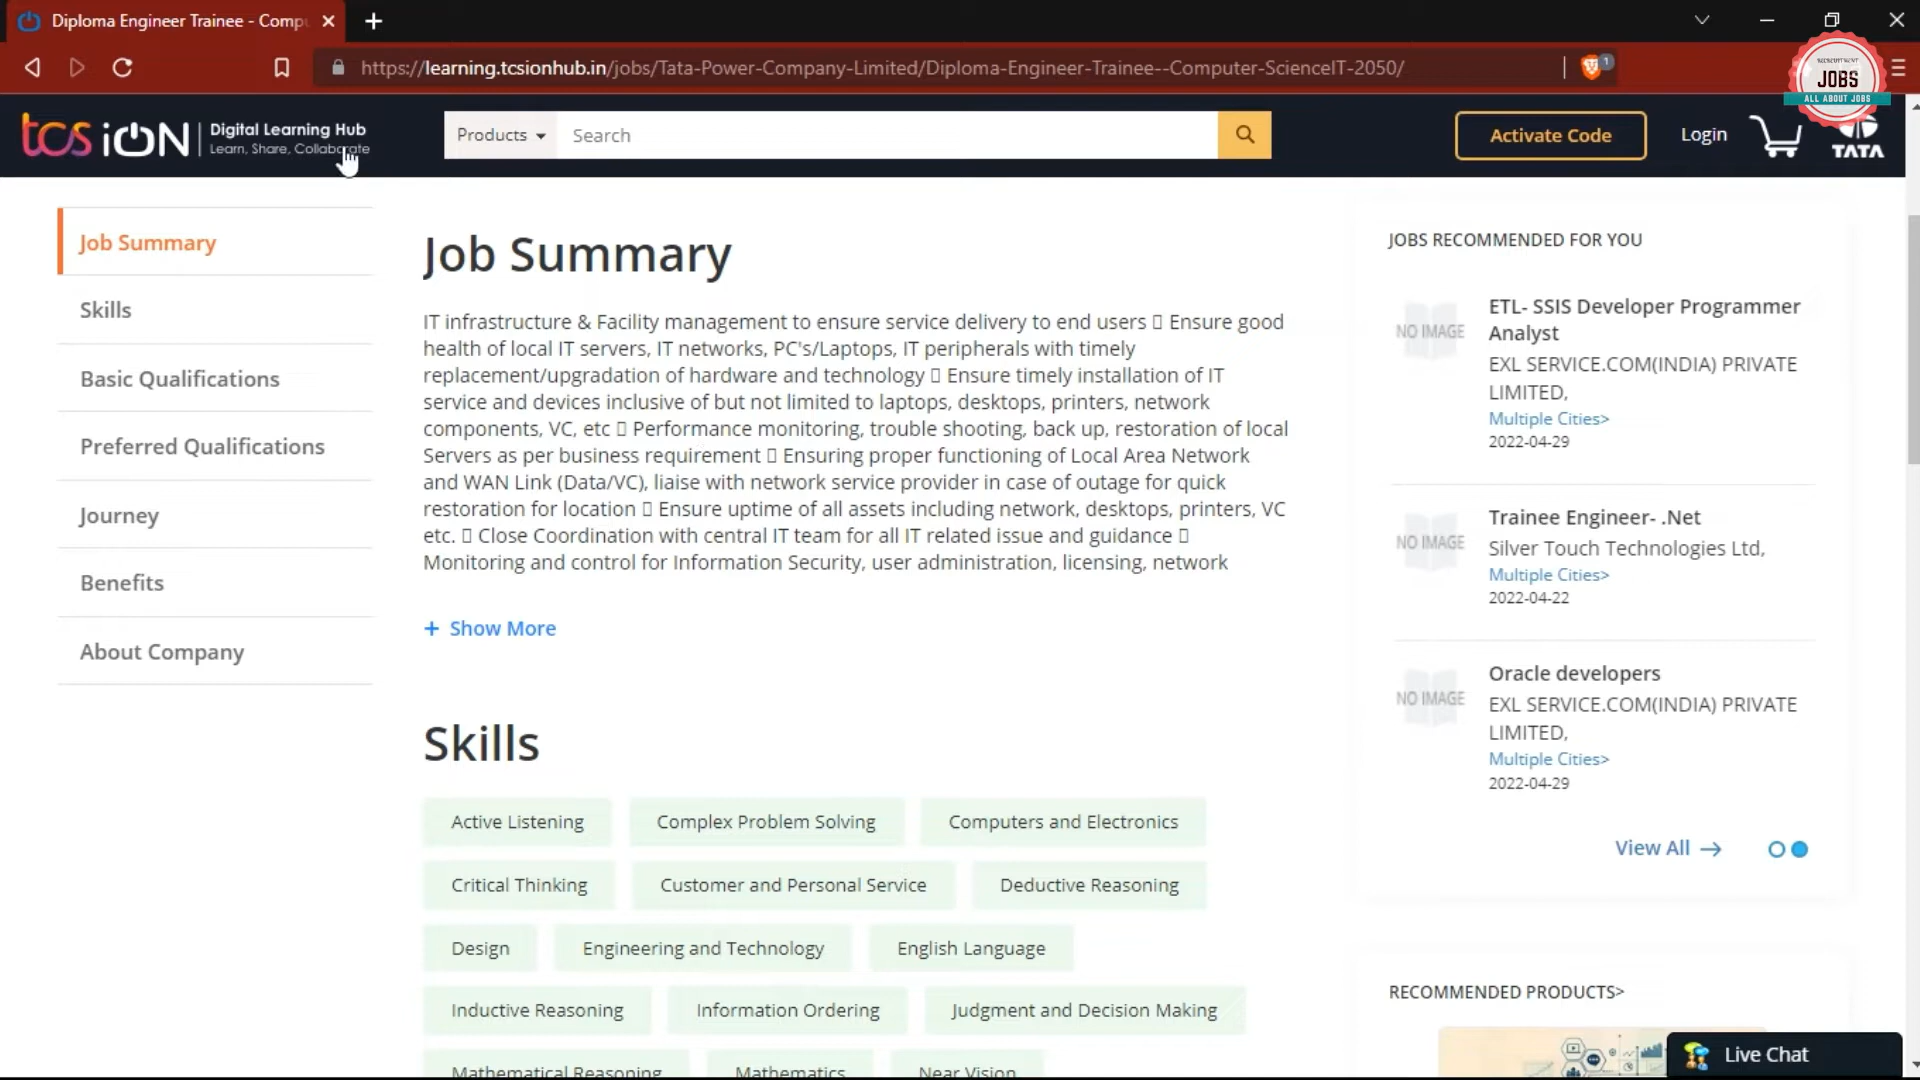 Diploma Engineer Trainee - Comp
https://learning.tcsionhub.in/jobs/Tata-Power-Company-Limited/Diploma-Engineer-Trainee--Computer-ScienceIT-2050/
1
RECRUITMENT
JOBS
ALL ABOUT JOBS
tcs iON
Digital Learning Hub
Learn, Share, Collaborate
Products
Search
Activate Code
Login
TATA
Job Summary
Skills
Basic Qualifications
Preferred Qualifications
Journey
Benefits
About Company
Job Summary
IT infrastructure & Facility management to ensure service delivery to end users ▯ Ensure good
health of local IT servers, IT networks, PC's/Laptops, IT peripherals with timely
replacement/upgradation of hardware and technology ▯ Ensure timely installation of IT
service and devices inclusive of but not limited to laptops, desktops, printers, network
components, VC, etc ▯ Performance monitoring, trouble shooting, back up, restoration of local
Servers as per business requirement ▯ Ensuring proper functioning of Local Area Network
and WAN Link (Data/VC), liaise with network service provider in case of outage for quick
restoration for location ▯ Ensure uptime of all assets including network, desktops, printers, VC
etc. ▯ Close Coordination with central IT team for all IT related issue and guidance ▯
Monitoring and control for Information Security, user administration, licensing, network
+ Show More
Skills
Active Listening
Complex Problem Solving
Computers and Electronics
Critical Thinking
Customer and Personal Service
Deductive Reasoning
Design
Engineering and Technology
English Language
Inductive Reasoning
Information Ordering
Judgment and Decision Making
Mathematical Reasoning
Mathematics
Near Vision
JOBS RECOMMENDED FOR YOU
NO IMAGE
ETL- SSIS Developer Programmer
Analyst
EXL SERVICE.COM(INDIA) PRIVATE
LIMITED,
Multiple Cities>
2022-04-29
NO IMAGE
Trainee Engineer- .Net
Silver Touch Technologies Ltd,
Multiple Cities>
2022-04-22
NO IMAGE
Oracle developers
EXL SERVICE.COM(INDIA) PRIVATE
LIMITED,
Multiple Cities>
2022-04-29
View All →
RECOMMENDED PRODUCTS>
Live Chat